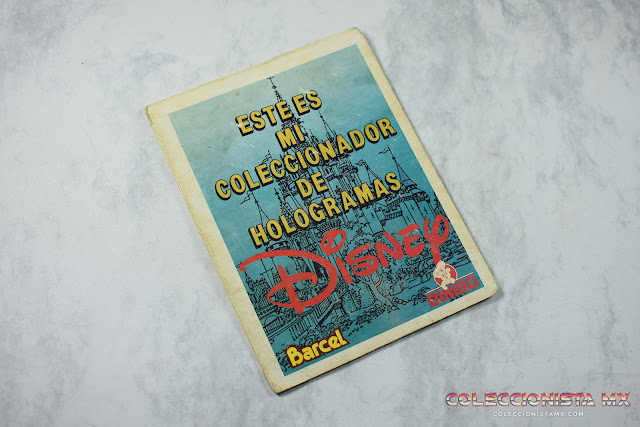 ESTE ES
MI
COLECCIONADOR
DE
HOLOGRAMAS
Disney
BIMBO
Barcel
COLECCIONISTA MX
COLECCIONISTAMX.COM